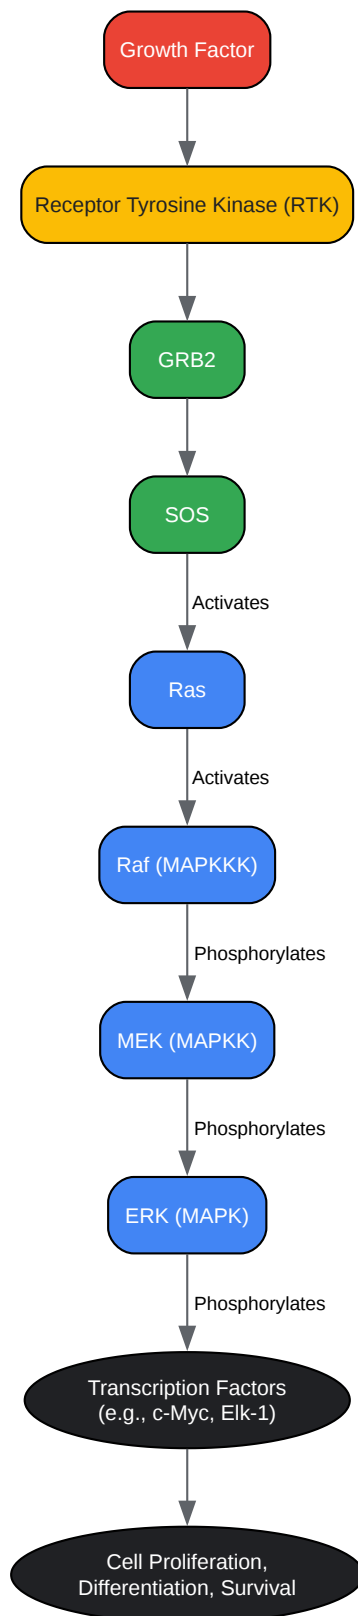 Growth Factor
Receptor Tyrosine Kinase (RTK)
GRB2
SOS
Activates
Ras
Activates
Raf (MAPKKK)
Phosphorylates
MEK (MAPKK)
Phosphorylates
ERK (MAPK)
Phosphorylates
Transcription Factors
(e.g., c-Myc, Elk-1)
Cell Proliferation,
Differentiation, Survival